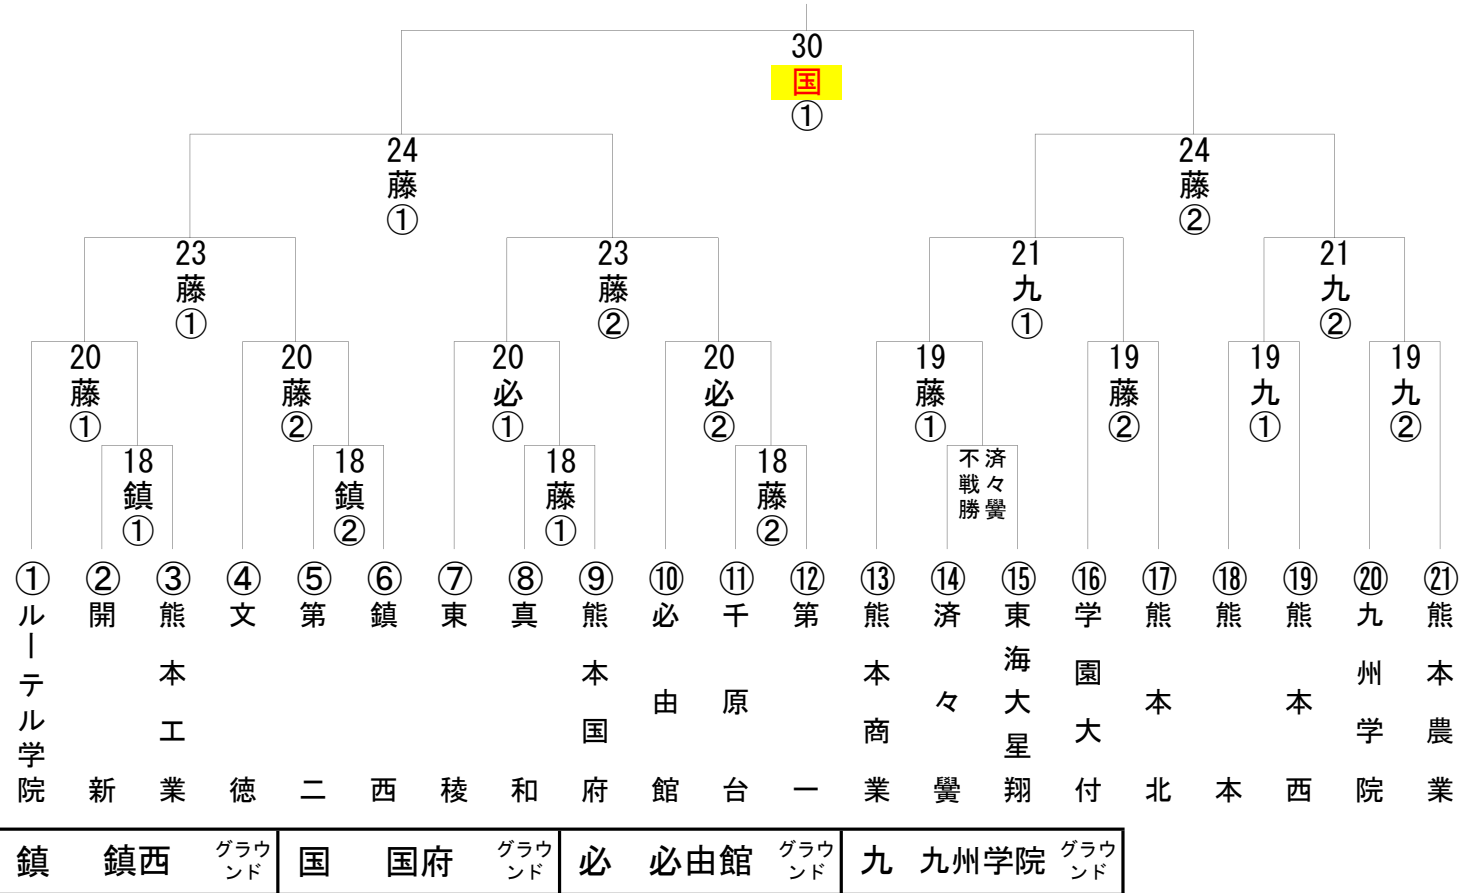 30
国
①
24
藤
①
24
藤
②
23
藤
①
23
藤
②
21
九
①
21
九
②
20
藤
①
20
藤
②
20
必
①
20
必
②
19
藤
①
19
藤
②
19
九
①
19
九
②
18
鎮
①
18
鎮
②
18
藤
①
18
藤
②
済々黌
不戦勝
①ルーテル学院
②開新
③熊本工業
④文徳
⑤第二
⑥鎮西
⑦東稜
⑧真和
⑨熊本国府
⑩必由館
⑪千原台
⑫第一
⑬熊本商業
⑭済々黌
⑮東海大星翔
⑯学園大付
⑰熊本北
⑱熊本
⑲熊本西
⑳九州学院
㉑熊本農業
鎮 鎮西 グラウンド
国 国府 グラウンド
必 必由館 グラウンド
九 九州学院 グラウンド